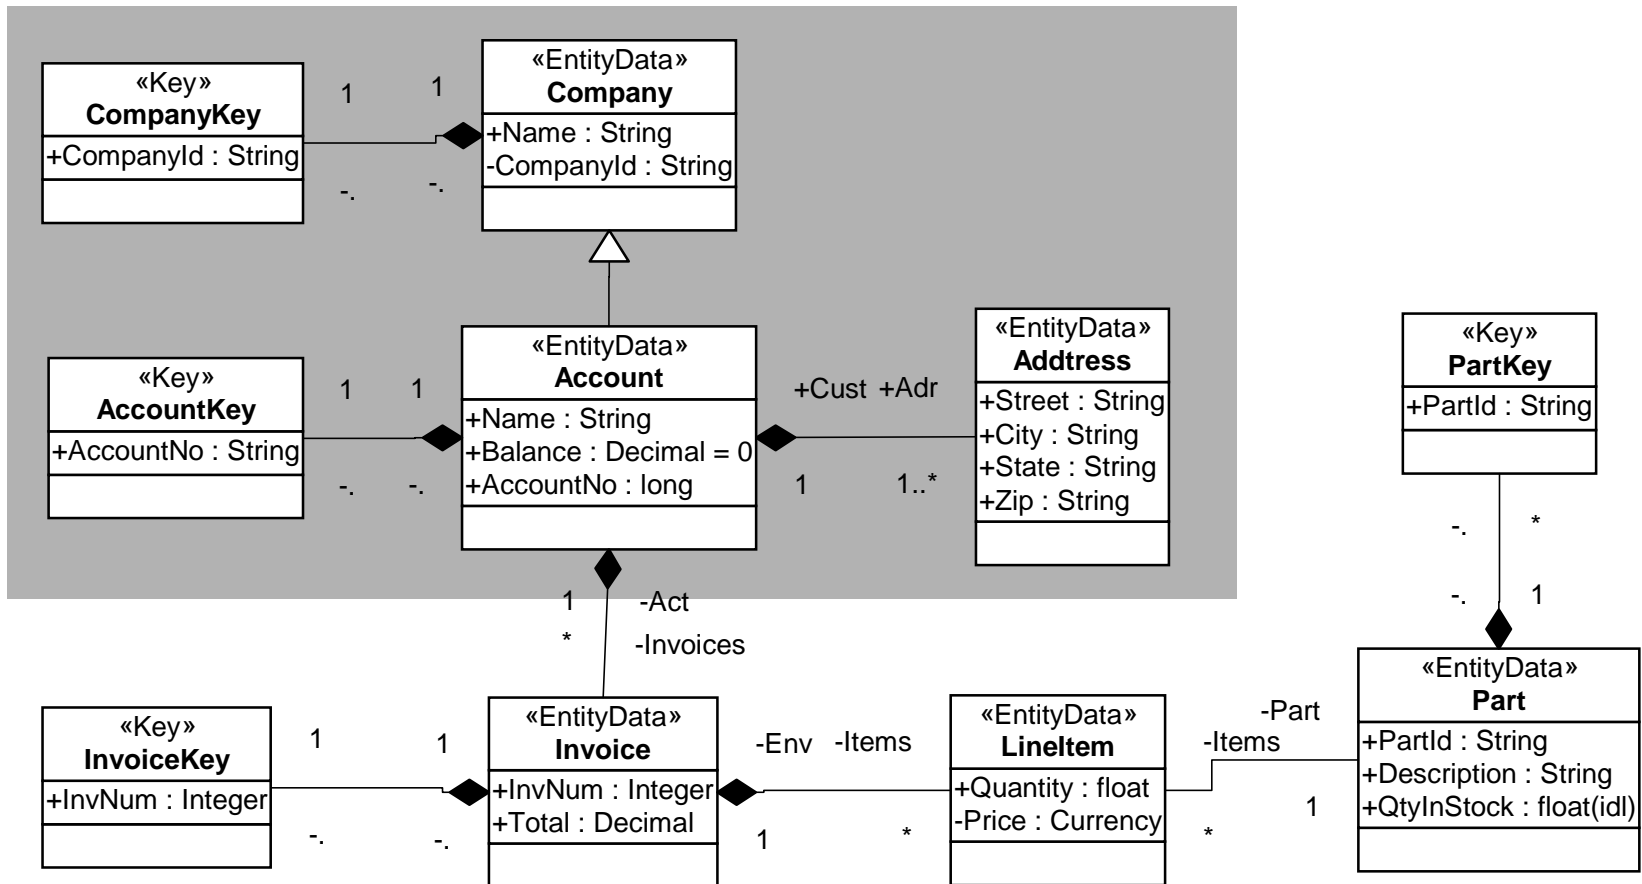 «Key»
CompanyKey
+CompanyId : String
1
1
-.
-.
«EntityData»
Company
+Name : String
-CompanyId : String
«Key»
AccountKey
+AccountNo : String
1
1
-.
-.
«EntityData»
Account
+Name : String
+Balance : Decimal = 0
+AccountNo : long
+Cust +Adr
1
1..*
«EntityData»
Addtress
+Street : String
+City : String
+State : String
+Zip : String
«Key»
PartKey
+PartId : String
-.
*
-.
1
1
-Act
*
-Invoices
«Key»
InvoiceKey
+InvNum : Integer
1
1
-.
-.
«EntityData»
Invoice
+InvNum : Integer
+Total : Decimal
-Env -Items
1
*
«EntityData»
LineItem
+Quantity : float
-Price : Currency
-Part
-Items
1
*
«EntityData»
Part
+PartId : String
+Description : String
+QtyInStock : float(idl)